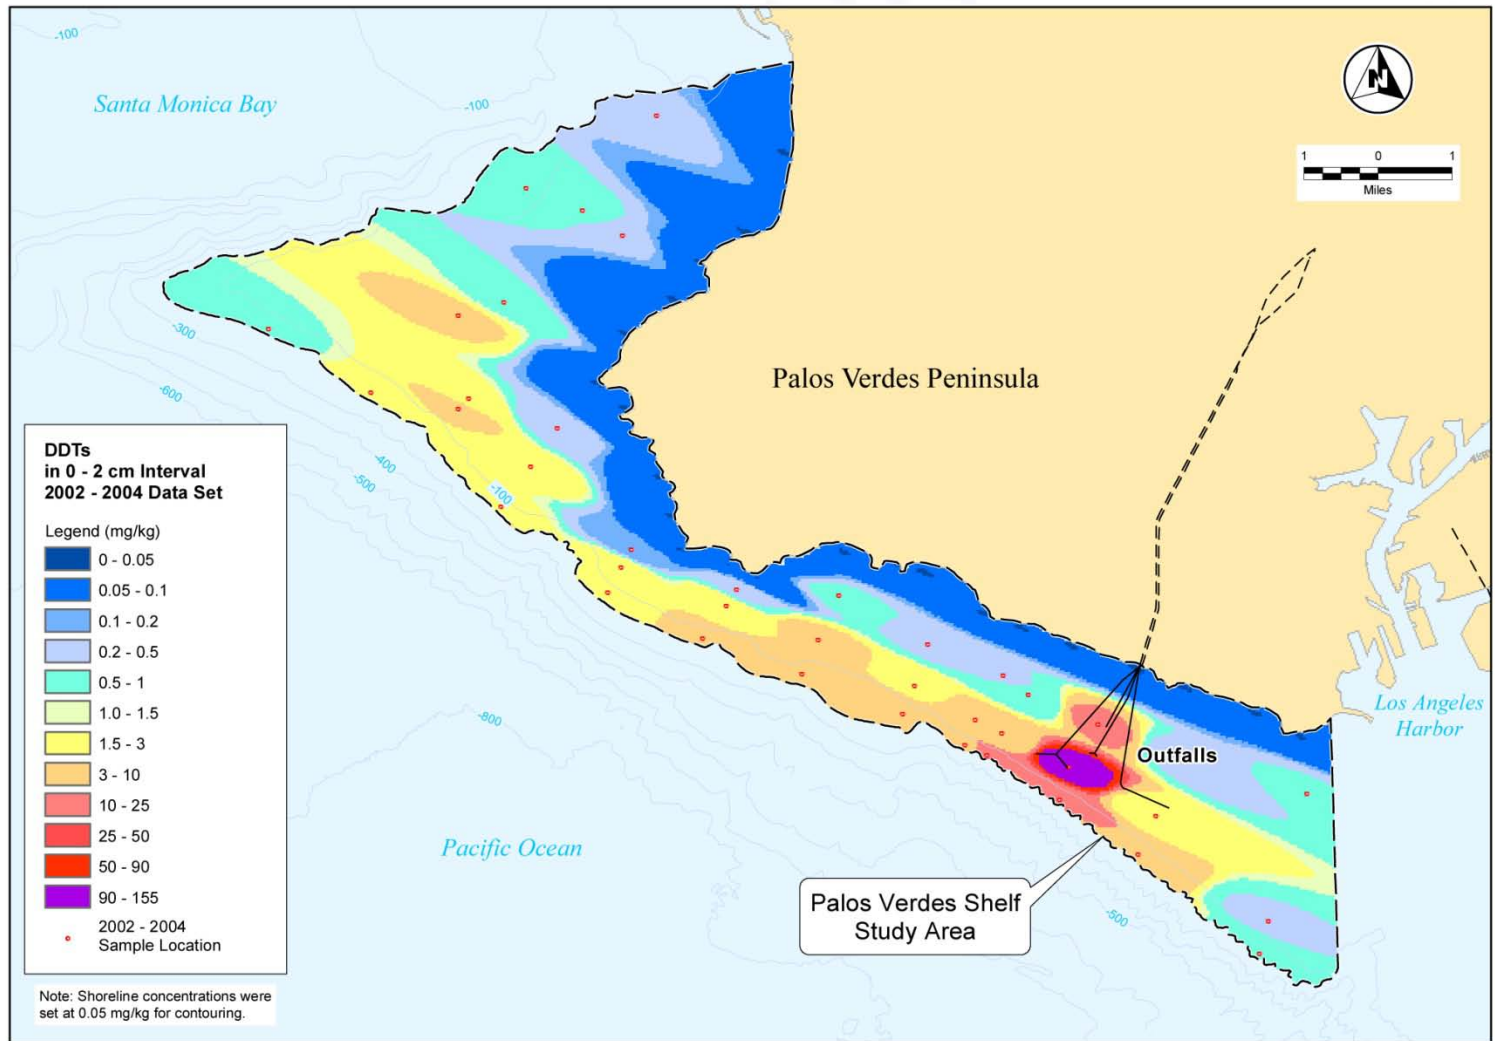 -100
Santa Monica Bay
-100
N
1 0 1
Miles
-300
-600
Palos Verdes Peninsula
-400
-500
-100
DDTs
in 0 - 2 cm Interval
2002 - 2004 Data Set
Legend (mg/kg)
0 - 0.05
0.05 - 0.1
0.1 - 0.2
0.2 - 0.5
0.5 - 1
1.0 - 1.5
1.5 - 3
3 - 10
10 - 25
25 - 50
50 - 90
90 - 155
2002 - 2004
Sample Location
Note: Shoreline concentrations were
set at 0.05 mg/kg for contouring.
-800
Los Angeles
Harbor
Outfalls
Pacific Ocean
Palos Verdes Shelf
Study Area
-500